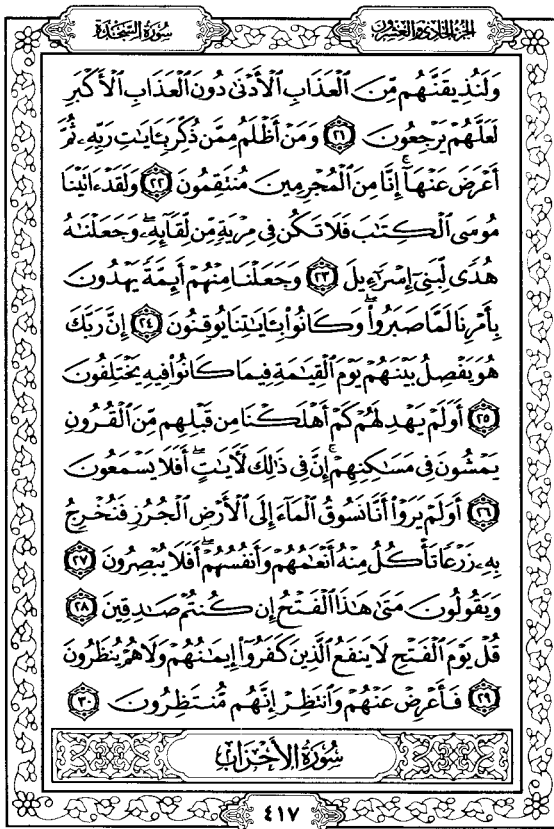 الجزء الحادي والعشرون سورة السجدة
وَلَنُذِيقَنَّهُم مِّنَ ٱلْعَذَابِ ٱلْأَدْنَىٰ دُونَ ٱلْعَذَابِ ٱلْأَكْبَرِ
لَعَلَّهُمْ يَرْجِعُونَ ٢١ وَمَنْ أَظْلَمُ مِمَّن ذُكِّرَ بِـَٔايَٰتِ رَبِّهِۦ ثُمَّ
أَعْرَضَ عَنْهَآ ۚ إِنَّا مِنَ ٱلْمُجْرِمِينَ مُنتَقِمُونَ ٢٢ وَلَقَدْ ءَاتَيْنَا
مُوسَى ٱلْكِتَٰبَ فَلَا تَكُن فِى مِرْيَةٍ مِّن لِّقَآئِهِۦ ۖ وَجَعَلْنَٰهُ
هُدًى لِّبَنِىٓ إِسْرَٰٓءِيلَ ٢٣ وَجَعَلْنَا مِنْهُمْ أَئِمَّةً يَهْدُونَ
بِأَمْرِنَا لَمَّا صَبَرُوا۟ ۖ وَكَانُوا۟ بِـَٔايَٰتِنَا يُوقِنُونَ ٢٤ إِنَّ رَبَّكَ
هُوَ يَفْصِلُ بَيْنَهُمْ يَوْمَ ٱلْقِيَٰمَةِ فِيمَا كَانُوا۟ فِيهِ يَخْتَلِفُونَ
٢٥ أَوَلَمْ يَهْدِ لَهُمْ كَمْ أَهْلَكْنَا مِن قَبْلِهِم مِّنَ ٱلْقُرُونِ
يَمْشُونَ فِى مَسَٰكِنِهِمْ ۚ إِنَّ فِى ذَٰلِكَ لَءَايَٰتٍ ۖ أَفَلَا يَسْمَعُونَ
٢٦ أَوَلَمْ يَرَوْا۟ أَنَّا نَسُوقُ ٱلْمَآءَ إِلَى ٱلْأَرْضِ ٱلْجُرُزِ فَنُخْرِجُ
بِهِۦ زَرْعًا تَأْكُلُ مِنْهُ أَنْعَٰمُهُمْ وَأَنفُسُهُمْ ۖ أَفَلَا يُبْصِرُونَ ٢٧
وَيَقُولُونَ مَتَىٰ هَٰذَا ٱلْفَتْحُ إِن كُنتُمْ صَٰدِقِينَ ٢٨
قُلْ يَوْمَ ٱلْفَتْحِ لَا يَنفَعُ ٱلَّذِينَ كَفَرُوٓا۟ إِيمَٰنُهُمْ وَلَا هُمْ يُنظَرُونَ
٢٩ فَأَعْرِضْ عَنْهُمْ وَٱنتَظِرْ إِنَّهُم مُّنتَظِرُونَ ٣٠
سُورَةُ الأَحْزَابِ
٤١٧